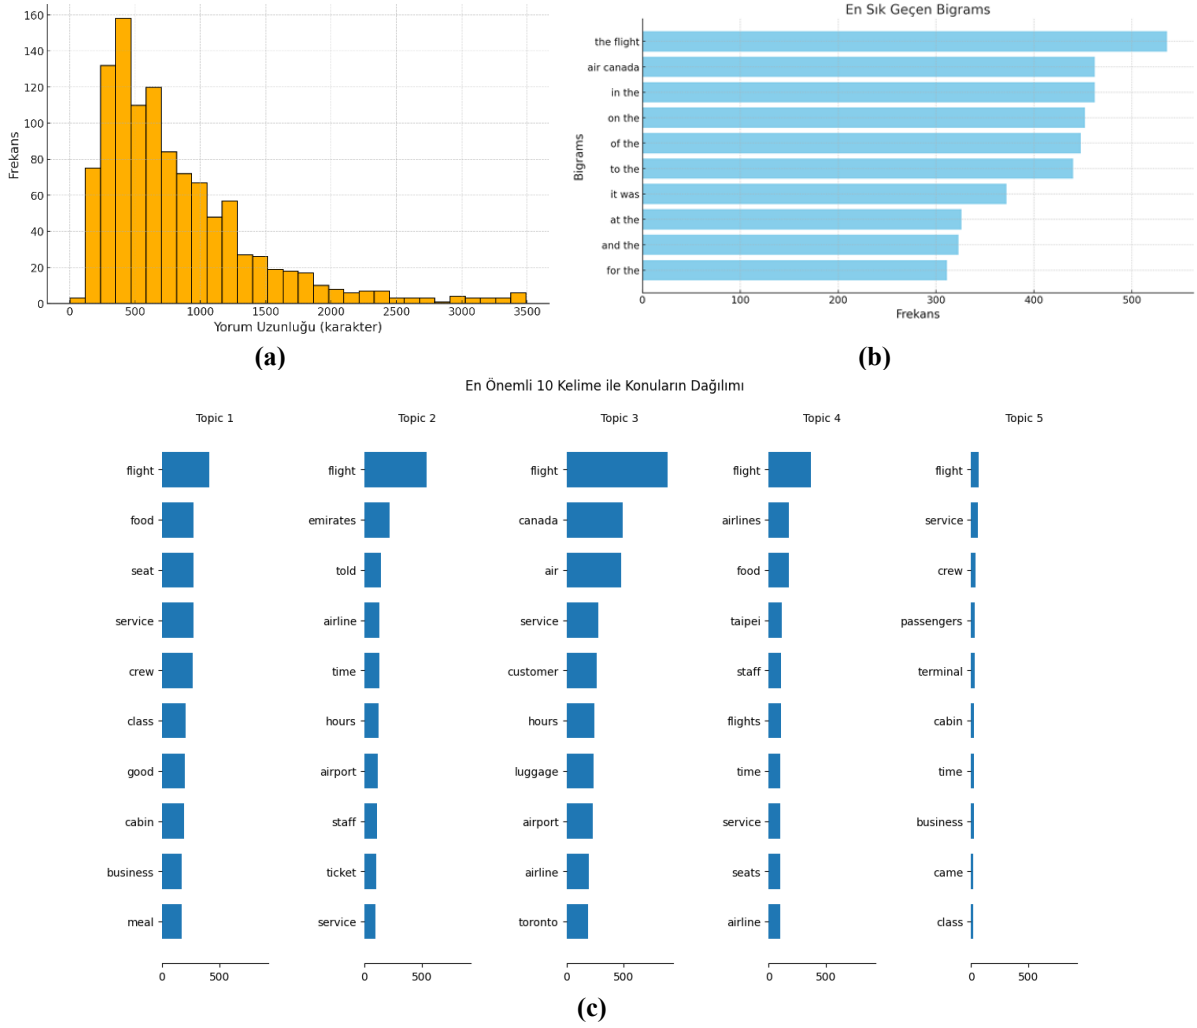 160
140
120
100
80
60
40
20
0
Frekans
0 500 1000 1500 2000 2500 3000 3500
Yorum Uzunluğu (karakter)
(a)
En Sık Geçen Bigrams
the flight
air canada
in the
on the
of the
to the
it was
at the
and the
for the
Bigrams
0 100 200 300 400 500
Frekans
(b)
En Önemli 10 Kelime ile Konuların Dağılımı
Topic 1
flight
food
seat
service
crew
class
good
cabin
business
meal
0 500
Topic 2
flight
emirates
told
airline
time
hours
airport
staff
ticket
service
0 500
Topic 3
flight
canada
air
service
customer
hours
luggage
airport
airline
toronto
0 500
Topic 4
flight
airlines
food
taipei
staff
flights
time
service
seats
airline
0 500
Topic 5
flight
service
crew
passengers
terminal
cabin
time
business
came
class
0 500
(c)